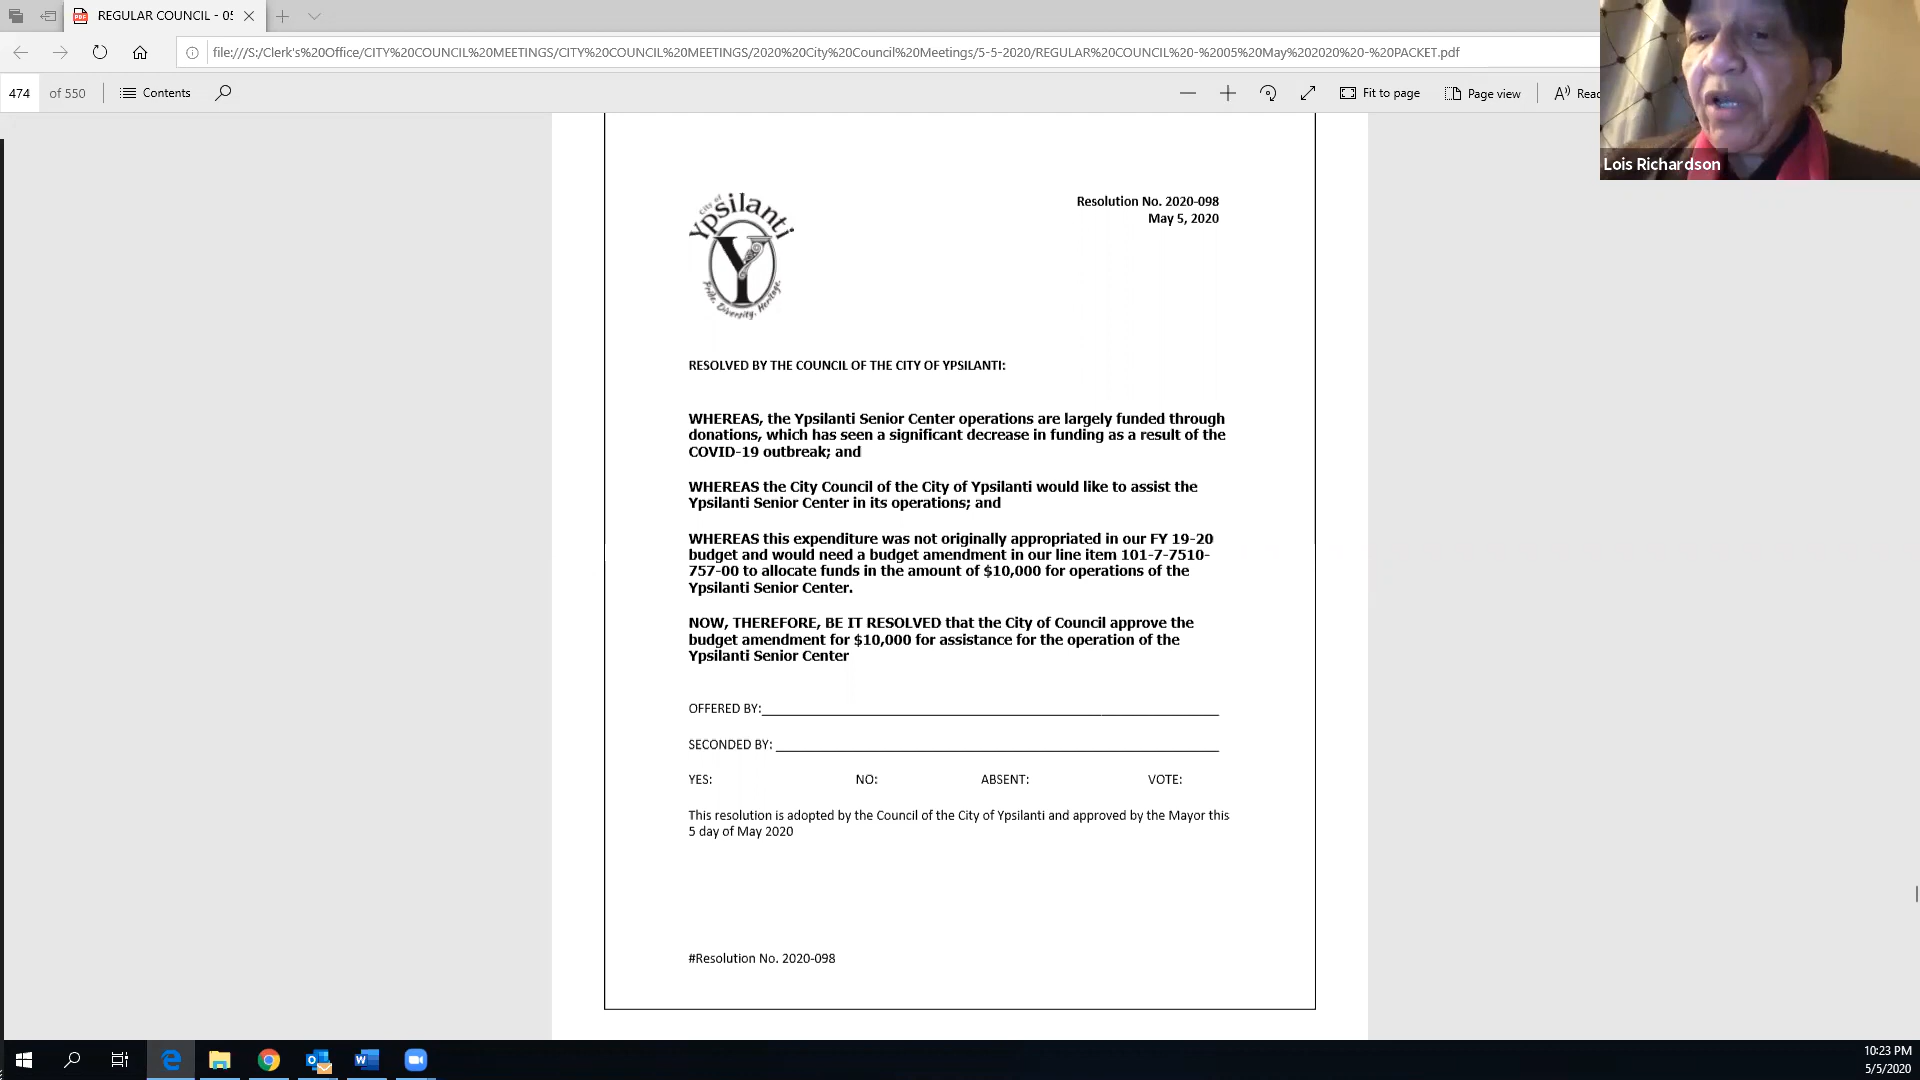 REGULAR COUNCIL - 05
file:///S:/Clerk's%20Office/CITY%20COUNCIL%20MEETINGS/CITY%20COUNCIL%20MEETINGS/2020%20City%20Council%20Meetings/5-5-2020/REGULAR%20COUNCIL%20-%2005%20May%202020%20-%20PACKET.pdf
474 of 550 Contents Fit to page Page view Read
Lois Richardson
City of
Ypsilanti
Y
Pride. Diversity. Heritage.
Resolution No. 2020-098
May 5, 2020
RESOLVED BY THE COUNCIL OF THE CITY OF YPSILANTI:
WHEREAS, the Ypsilanti Senior Center operations are largely funded through
donations, which has seen a significant decrease in funding as a result of the
COVID-19 outbreak; and
WHEREAS the City Council of the City of Ypsilanti would like to assist the
Ypsilanti Senior Center in its operations; and
WHEREAS this expenditure was not originally appropriated in our FY 19-20
budget and would need a budget amendment in our line item 101-7-7510-
757-00 to allocate funds in the amount of $10,000 for operations of the
Ypsilanti Senior Center.
NOW, THEREFORE, BE IT RESOLVED that the City of Council approve the
budget amendment for $10,000 for assistance for the operation of the
Ypsilanti Senior Center
OFFERED BY:
SECONDED BY:
YES: NO: ABSENT: VOTE:
This resolution is adopted by the Council of the City of Ypsilanti and approved by the Mayor this
5 day of May 2020
#Resolution No. 2020-098
10:23 PM
5/5/2020